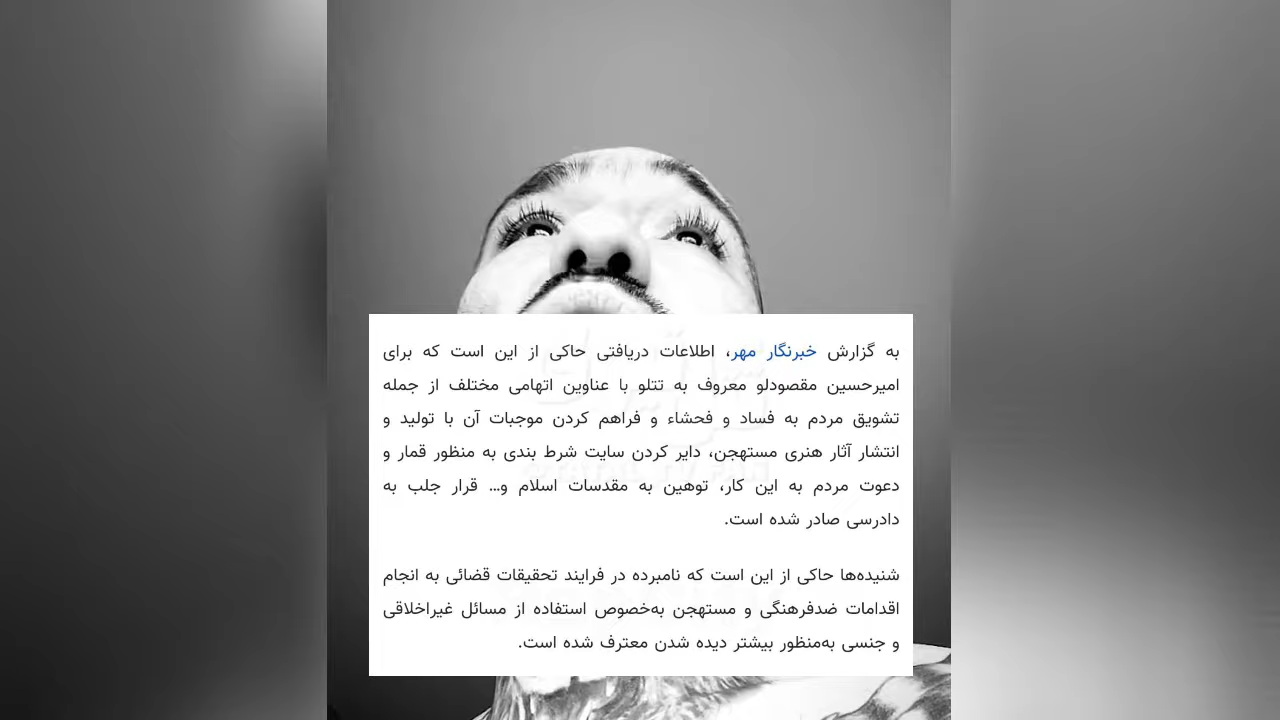 به گزارش خبرنگار مهر، اطلاعات دریافتی حاکی از این است که برای
امیرحسین مقصودلو معروف به تتلو با عناوین اتهامی مختلف از جمله
تشویق مردم به فساد و فحشاء و فراهم کردن موجبات آن با تولید و
انتشار آثار هنری مستهجن، دایر کردن سایت شرط بندی به منظور قمار و
دعوت مردم به این کار، توهین به مقدسات اسلام و... قرار جلب به
دادرسی صادر شده است.
شنیده‌ها حاکی از این است که نامبرده در فرایند تحقیقات قضائی به انجام
اقدامات ضدفرهنگی و مستهجن به‌خصوص استفاده از مسائل غیراخلاقی
و جنسی به‌منظور بیشتر دیده شدن معترف شده است.